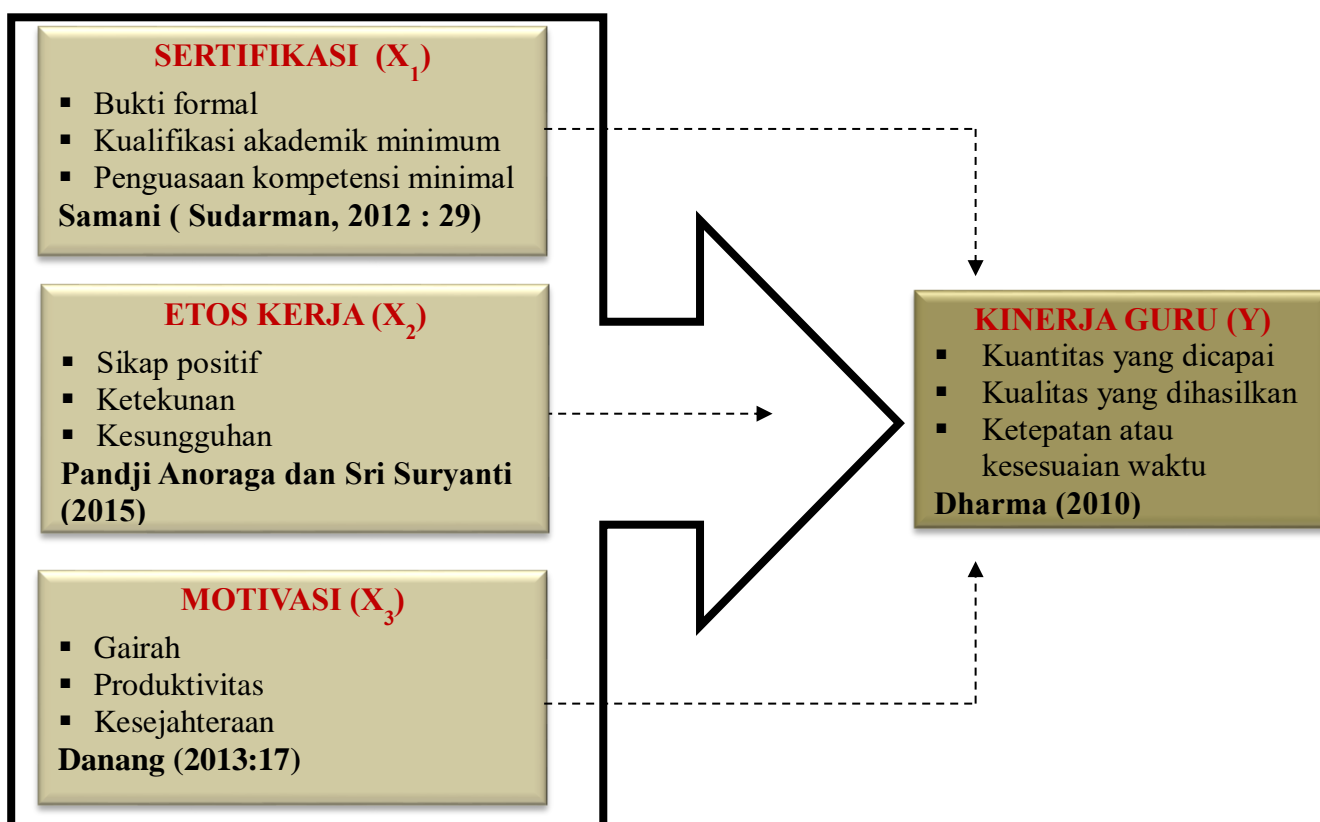 SERTIFIKASI (X₁)
▪ Bukti formal
▪ Kualifikasi akademik minimum
▪ Penguasaan kompetensi minimal
Samani ( Sudarman, 2012 : 29)
ETOS KERJA (X₂)
▪ Sikap positif
▪ Ketekunan
▪ Kesungguhan
Pandji Anoraga dan Sri Suryanti
(2015)
MOTIVASI (X₃)
▪ Gairah
▪ Produktivitas
▪ Kesejahteraan
Danang (2013:17)
KINERJA GURU (Y)
▪ Kuantitas yang dicapai
▪ Kualitas yang dihasilkan
▪ Ketepatan atau
kesesuaian waktu
Dharma (2010)